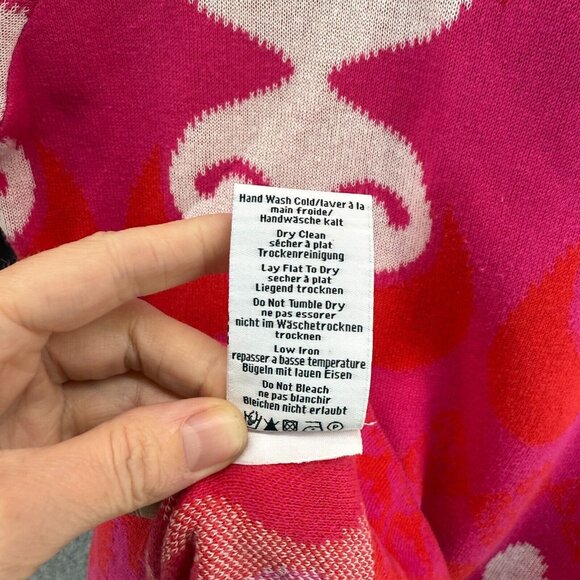 Hand Wash Cold/laver à la
main froide/
Handwäsche kalt
Dry Clean
sécher à plat
Trockenreinigung
Lay Flat To Dry
sécher à plat
Liegend trocknen
Do Not Tumble Dry
ne pas essorer
nicht im Wäschetrocknen
trocknen
Low Iron
repasser a basse temperature
Bügeln mit lauen Eisen
Do Not Bleach
ne pas blanchir
Bleichen nicht erlaubt